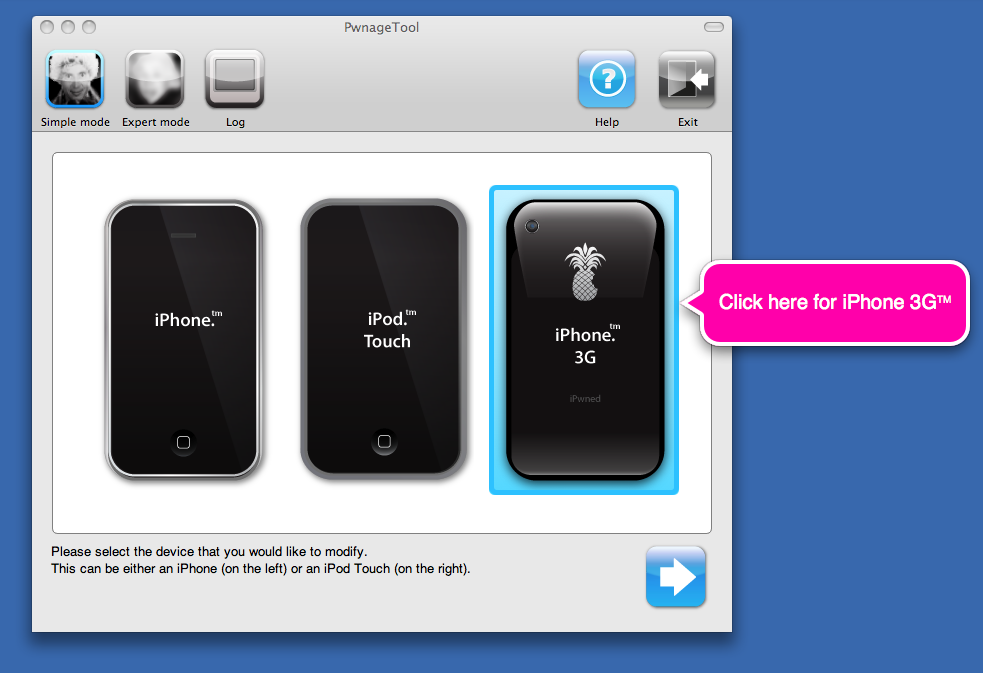 PwnageTool
Simple mode
Expert mode
Log
Help
Exit
iPhone.™
iPod.™
Touch
iPhone.™
3G
iPwned
Click here for iPhone 3G™
Please select the device that you would like to modify.
This can be either an iPhone (on the left) or an iPod Touch (on the right).